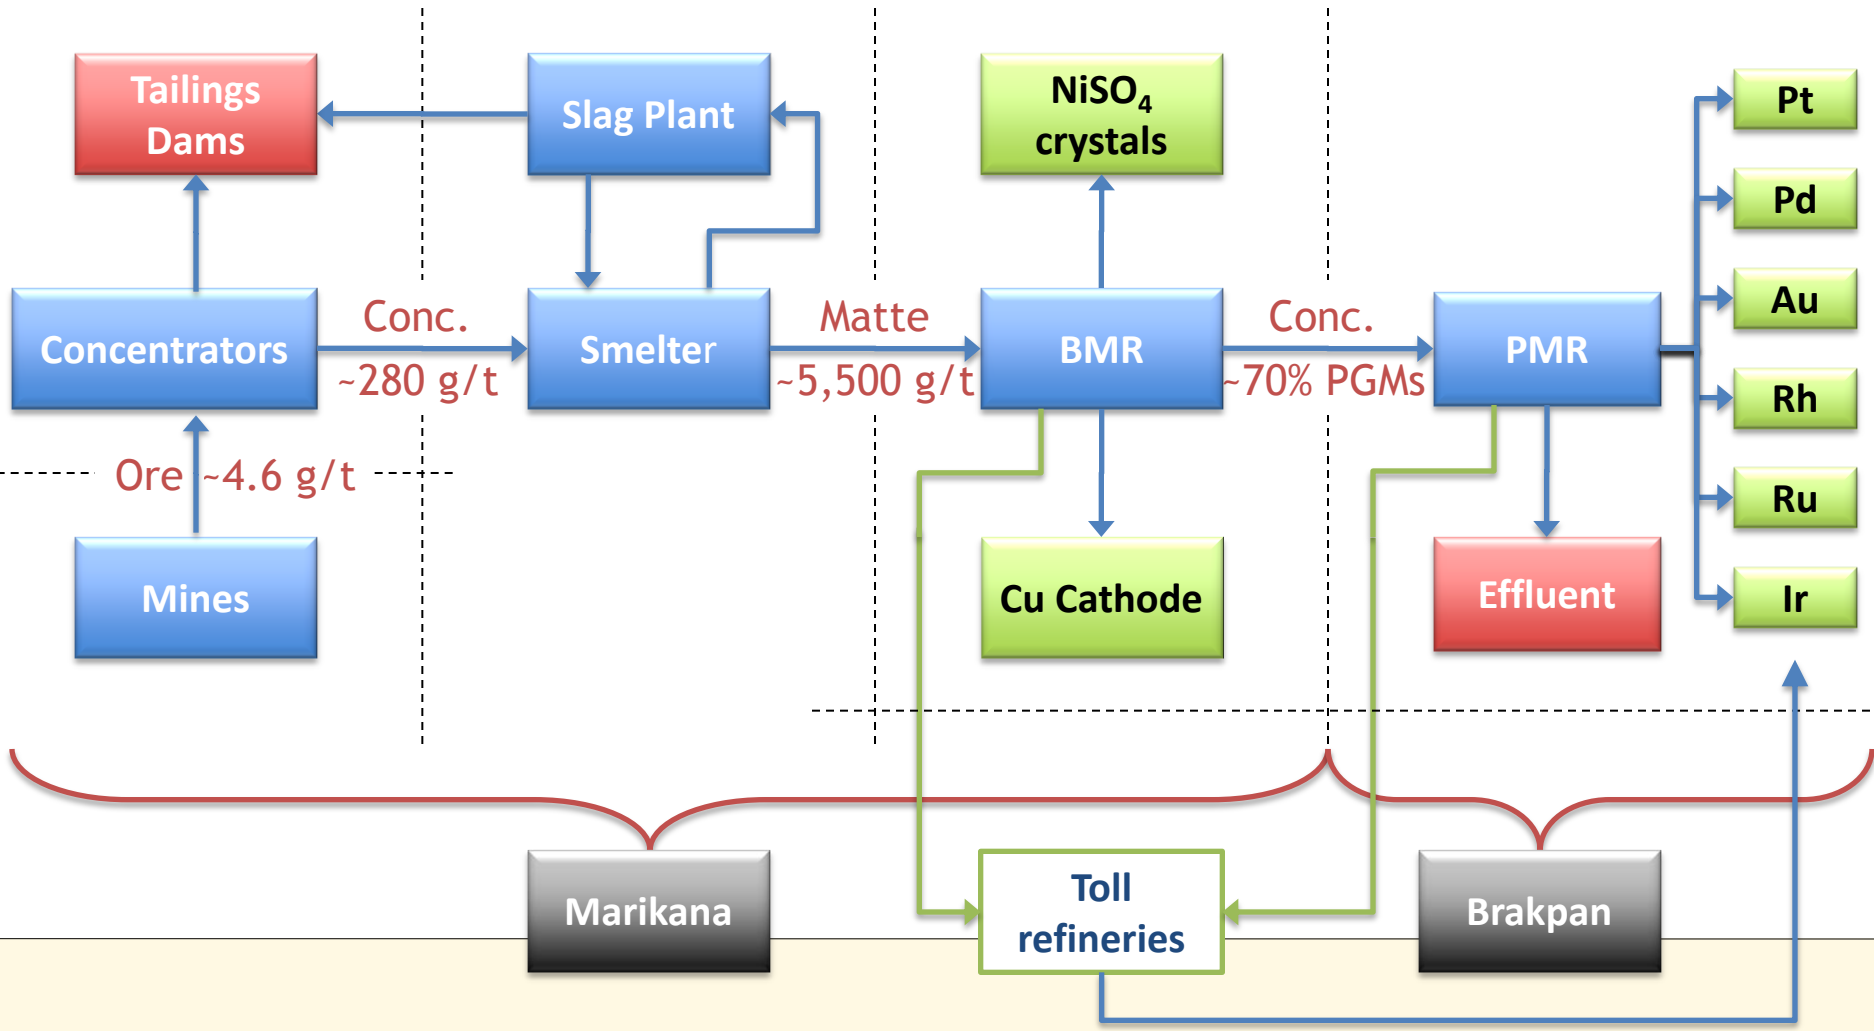 Tailings
Dams
Slag Plant
NiSO₄
crystals
Pt
Pd
Au
Rh
Ru
Ir
Concentrators
Conc.
~280 g/t
Smelter
Matte
~5,500 g/t
BMR
Conc.
~70% PGMs
PMR
Ore ~4.6 g/t
Mines
Cu Cathode
Effluent
Marikana
Toll
refineries
Brakpan